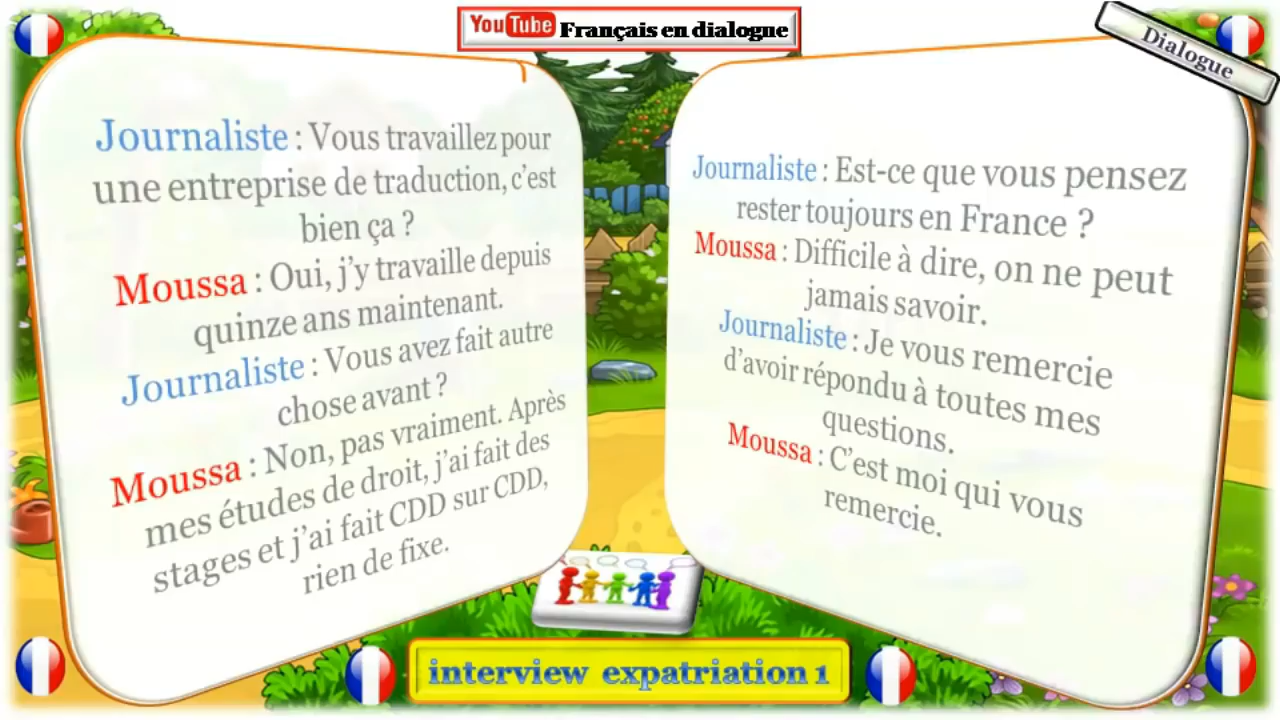 YouTube Français en dialogue
Dialogue
Journaliste : Vous travaillez pour
une entreprise de traduction, c’est
bien ça ?
Moussa : Oui, j’y travaille depuis
quinze ans maintenant.
Journaliste : Vous avez fait autre
chose avant ?
Moussa : Non, pas vraiment. Après
mes études de droit, j’ai fait des
stages et j’ai fait CDD sur CDD,
rien de fixe.
Journaliste : Est-ce que vous pensez
rester toujours en France ?
Moussa : Difficile à dire, on ne peut
jamais savoir.
Journaliste : Je vous remercie
d’avoir répondu à toutes mes
questions.
Moussa : C’est moi qui vous
remercie.
interview expatriation 1